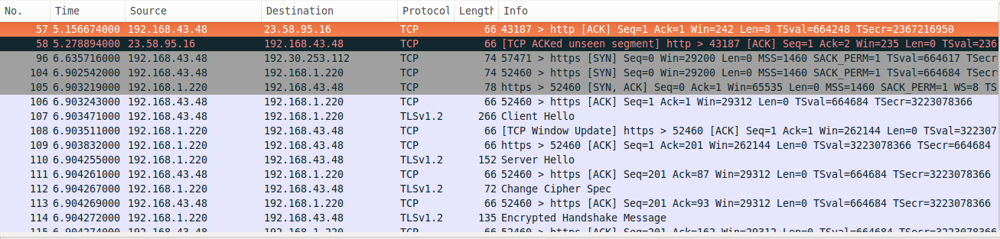 No. Time Source Destination Protocol Length Info
57 5.156674000 192.168.43.48 23.58.95.16 TCP 66 43187 > http [ACK] Seq=1 Ack=1 Win=242 Len=0 TSval=664248 TSecr=2367216950
58 5.278894000 23.58.95.16 192.168.43.48 TCP 66 [TCP ACKed unseen segment] http > 43187 [ACK] Seq=1 Ack=2 Win=235 Len=0 TSval=236
96 6.635716000 192.168.43.48 192.30.253.112 TCP 74 57471 > https [SYN] Seq=0 Win=29200 Len=0 MSS=1460 SACK_PERM=1 TSval=664617 TSecr
104 6.902542000 192.168.43.48 192.168.1.220 TCP 74 52460 > https [SYN] Seq=0 Win=29200 Len=0 MSS=1460 SACK_PERM=1 TSval=664684 TSecr
105 6.903219000 192.168.1.220 192.168.43.48 TCP 78 https > 52460 [SYN, ACK] Seq=0 Ack=1 Win=65535 Len=0 MSS=1460 SACK_PERM=1 WS=8 TS
106 6.903243000 192.168.43.48 192.168.1.220 TCP 66 52460 > https [ACK] Seq=1 Ack=1 Win=29312 Len=0 TSval=664684 TSecr=3223078366
107 6.903471000 192.168.43.48 192.168.1.220 TLSv1.2 266 Client Hello
108 6.903511000 192.168.1.220 192.168.43.48 TCP 66 [TCP Window Update] https > 52460 [ACK] Seq=1 Ack=1 Win=262144 Len=0 TSval=322307
109 6.903832000 192.168.1.220 192.168.43.48 TCP 66 https > 52460 [ACK] Seq=1 Ack=201 Win=262144 Len=0 TSval=3223078366 TSecr=664684
110 6.904255000 192.168.1.220 192.168.43.48 TLSv1.2 152 Server Hello
111 6.904261000 192.168.43.48 192.168.1.220 TCP 66 52460 > https [ACK] Seq=201 Ack=87 Win=29312 Len=0 TSval=664684 TSecr=3223078366
112 6.904267000 192.168.1.220 192.168.43.48 TLSv1.2 72 Change Cipher Spec
113 6.904269000 192.168.43.48 192.168.1.220 TCP 66 52460 > https [ACK] Seq=201 Ack=93 Win=29312 Len=0 TSval=664684 TSecr=3223078366
114 6.904272000 192.168.1.220 192.168.43.48 TLSv1.2 135 Encrypted Handshake Message
115 6.904274000 192.168.43.48 192.168.1.220 TCP 66 52460 > https [ACK] Seq=201 Ack=162 Win=29312 Len=0 TSval=664684 TSecr=3223078366